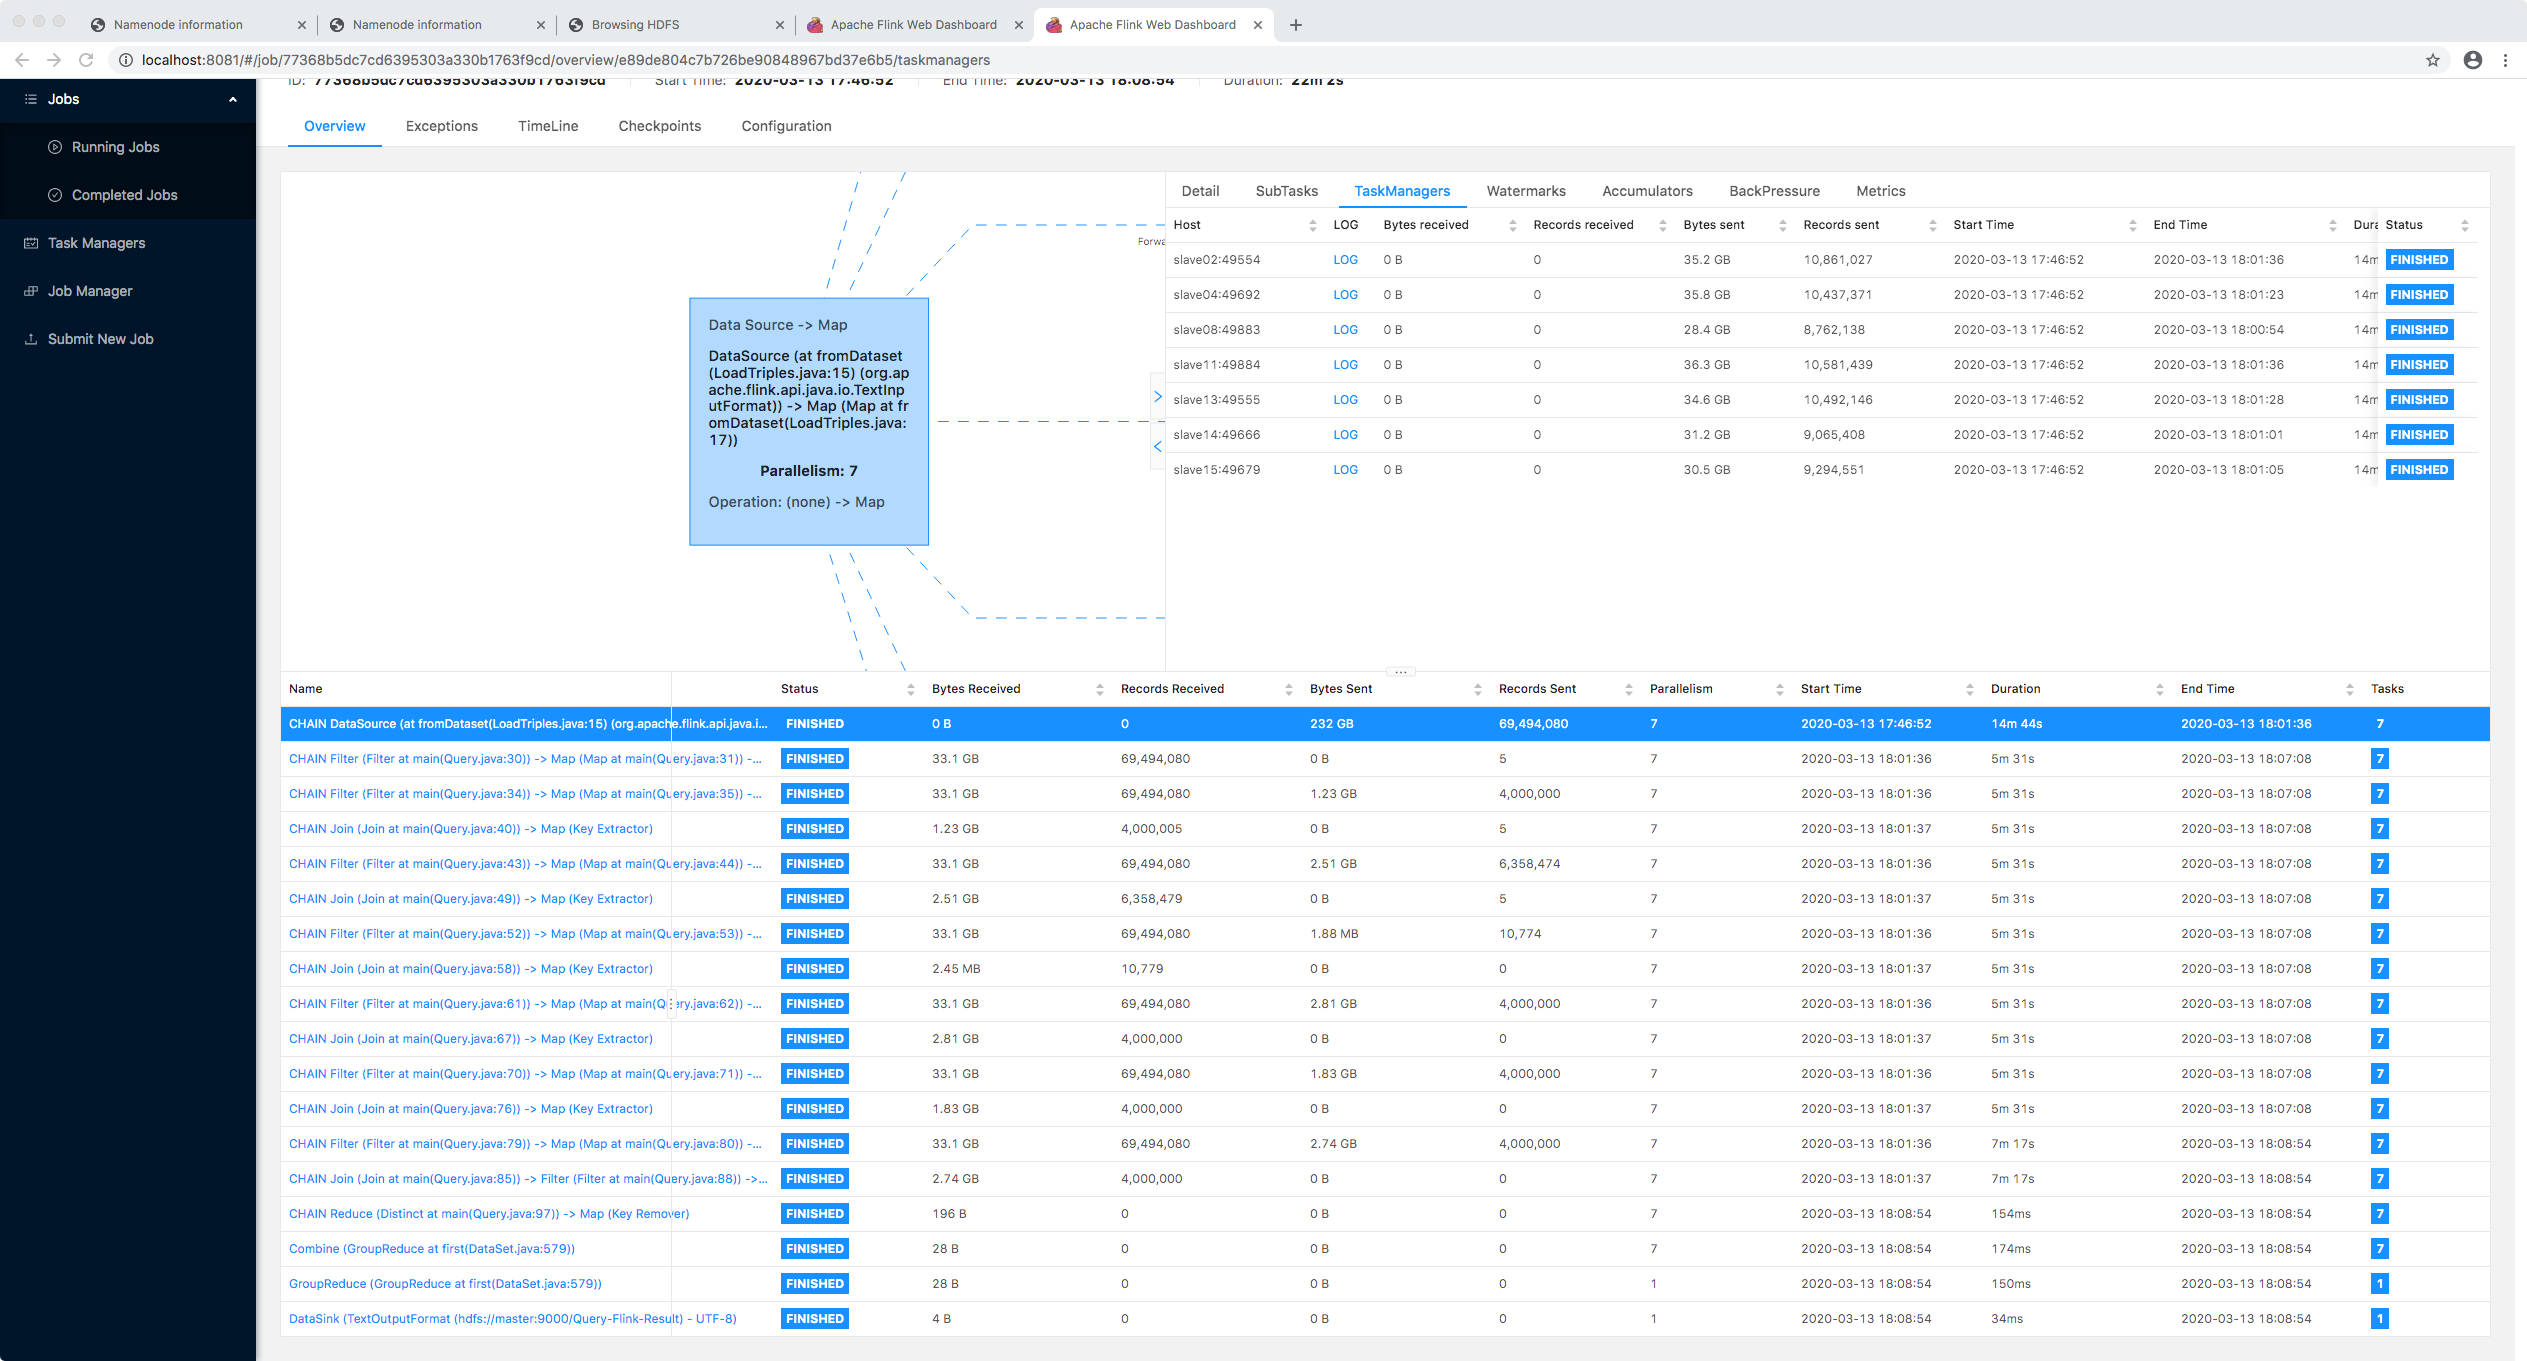 Namenode information
Namenode information
Browsing HDFS
Apache Flink Web Dashboard
Apache Flink Web Dashboard
localhost:8081/#/job/77368b5dc7cd6395303a330b1763f9cd/overview/e89de804c7b726be90848967bd37e6b5/taskmanagers
ID: 77368b5dc7cd6395303a330b1763f9cd Start Time: 2020-03-13 17:46:52 End Time: 2020-03-13 18:08:54 Duration: 22m 2s
Jobs
Running Jobs
Completed Jobs
Task Managers
Job Manager
Submit New Job
Overview Exceptions TimeLine Checkpoints Configuration
Forwa
Data Source -> Map
DataSource (at fromDataset
(LoadTriples.java:15) (org.ap
ache.flink.api.java.io.TextInp
utFormat)) -> Map (Map at fr
omDataset(LoadTriples.java:
17))
Parallelism: 7
Operation: (none) -> Map
Detail SubTasks TaskManagers Watermarks Accumulators BackPressure Metrics
Host LOG Bytes received Records received Bytes sent Records sent Start Time End Time Dura Status
slave02:49554 LOG 0 B 0 35.2 GB 10,861,027 2020-03-13 17:46:52 2020-03-13 18:01:36 14m FINISHED
slave04:49692 LOG 0 B 0 35.8 GB 10,437,371 2020-03-13 17:46:52 2020-03-13 18:01:23 14m FINISHED
slave08:49883 LOG 0 B 0 28.4 GB 8,762,138 2020-03-13 17:46:52 2020-03-13 18:00:54 14m FINISHED
slave11:49884 LOG 0 B 0 36.3 GB 10,581,439 2020-03-13 17:46:52 2020-03-13 18:01:36 14m FINISHED
slave13:49555 LOG 0 B 0 34.6 GB 10,492,146 2020-03-13 17:46:52 2020-03-13 18:01:28 14m FINISHED
slave14:49666 LOG 0 B 0 31.2 GB 9,065,408 2020-03-13 17:46:52 2020-03-13 18:01:01 14m FINISHED
slave15:49679 LOG 0 B 0 30.5 GB 9,294,551 2020-03-13 17:46:52 2020-03-13 18:01:05 14m FINISHED
Name Status Bytes Received Records Received Bytes Sent Records Sent Parallelism Start Time Duration End Time Tasks
CHAIN DataSource (at fromDataset(LoadTriples.java:15) (org.apache.flink.api.java.i... FINISHED 0 B 0 232 GB 69,494,080 7 2020-03-13 17:46:52 14m 44s 2020-03-13 18:01:36 7
CHAIN Filter (Filter at main(Query.java:30)) -> Map (Map at main(Query.java:31)) -... FINISHED 33.1 GB 69,494,080 0 B 5 7 2020-03-13 18:01:36 5m 31s 2020-03-13 18:07:08 7
CHAIN Filter (Filter at main(Query.java:34)) -> Map (Map at main(Query.java:35)) -... FINISHED 33.1 GB 69,494,080 1.23 GB 4,000,000 7 2020-03-13 18:01:36 5m 31s 2020-03-13 18:07:08 7
CHAIN Join (Join at main(Query.java:40)) -> Map (Key Extractor) FINISHED 1.23 GB 4,000,005 0 B 5 7 2020-03-13 18:01:37 5m 31s 2020-03-13 18:07:08 7
CHAIN Filter (Filter at main(Query.java:43)) -> Map (Map at main(Query.java:44)) -... FINISHED 33.1 GB 69,494,080 2.51 GB 6,358,474 7 2020-03-13 18:01:36 5m 31s 2020-03-13 18:07:08 7
CHAIN Join (Join at main(Query.java:49)) -> Map (Key Extractor) FINISHED 2.51 GB 6,358,479 0 B 5 7 2020-03-13 18:01:37 5m 31s 2020-03-13 18:07:08 7
CHAIN Filter (Filter at main(Query.java:52)) -> Map (Map at main(Query.java:53)) -... FINISHED 33.1 GB 69,494,080 1.88 MB 10,774 7 2020-03-13 18:01:36 5m 31s 2020-03-13 18:07:08 7
CHAIN Join (Join at main(Query.java:58)) -> Map (Key Extractor) FINISHED 2.45 MB 10,779 0 B 0 7 2020-03-13 18:01:37 5m 31s 2020-03-13 18:07:08 7
CHAIN Filter (Filter at main(Query.java:61)) -> Map (Map at main(Query.java:62)) -... FINISHED 33.1 GB 69,494,080 2.81 GB 4,000,000 7 2020-03-13 18:01:36 5m 31s 2020-03-13 18:07:08 7
CHAIN Join (Join at main(Query.java:67)) -> Map (Key Extractor) FINISHED 2.81 GB 4,000,000 0 B 0 7 2020-03-13 18:01:37 5m 31s 2020-03-13 18:07:08 7
CHAIN Filter (Filter at main(Query.java:70)) -> Map (Map at main(Query.java:71)) -... FINISHED 33.1 GB 69,494,080 1.83 GB 4,000,000 7 2020-03-13 18:01:36 5m 31s 2020-03-13 18:07:08 7
CHAIN Join (Join at main(Query.java:76)) -> Map (Key Extractor) FINISHED 1.83 GB 4,000,000 0 B 0 7 2020-03-13 18:01:37 5m 31s 2020-03-13 18:07:08 7
CHAIN Filter (Filter at main(Query.java:79)) -> Map (Map at main(Query.java:80)) -... FINISHED 33.1 GB 69,494,080 2.74 GB 4,000,000 7 2020-03-13 18:01:36 7m 17s 2020-03-13 18:08:54 7
CHAIN Join (Join at main(Query.java:85)) -> Filter (Filter at main(Query.java:88)) ->... FINISHED 2.74 GB 4,000,000 0 B 0 7 2020-03-13 18:01:37 7m 17s 2020-03-13 18:08:54 7
CHAIN Reduce (Distinct at main(Query.java:97)) -> Map (Key Remover) FINISHED 196 B 0 0 B 0 7 2020-03-13 18:08:54 154ms 2020-03-13 18:08:54 7
Combine (GroupReduce at first(DataSet.java:579)) FINISHED 28 B 0 0 B 0 7 2020-03-13 18:08:54 174ms 2020-03-13 18:08:54 7
GroupReduce (GroupReduce at first(DataSet.java:579)) FINISHED 28 B 0 0 B 0 1 2020-03-13 18:08:54 150ms 2020-03-13 18:08:54 1
DataSink (TextOutputFormat (hdfs://master:9000/Query-Flink-Result) - UTF-8) FINISHED 4 B 0 0 B 0 1 2020-03-13 18:08:54 34ms 2020-03-13 18:08:54 1